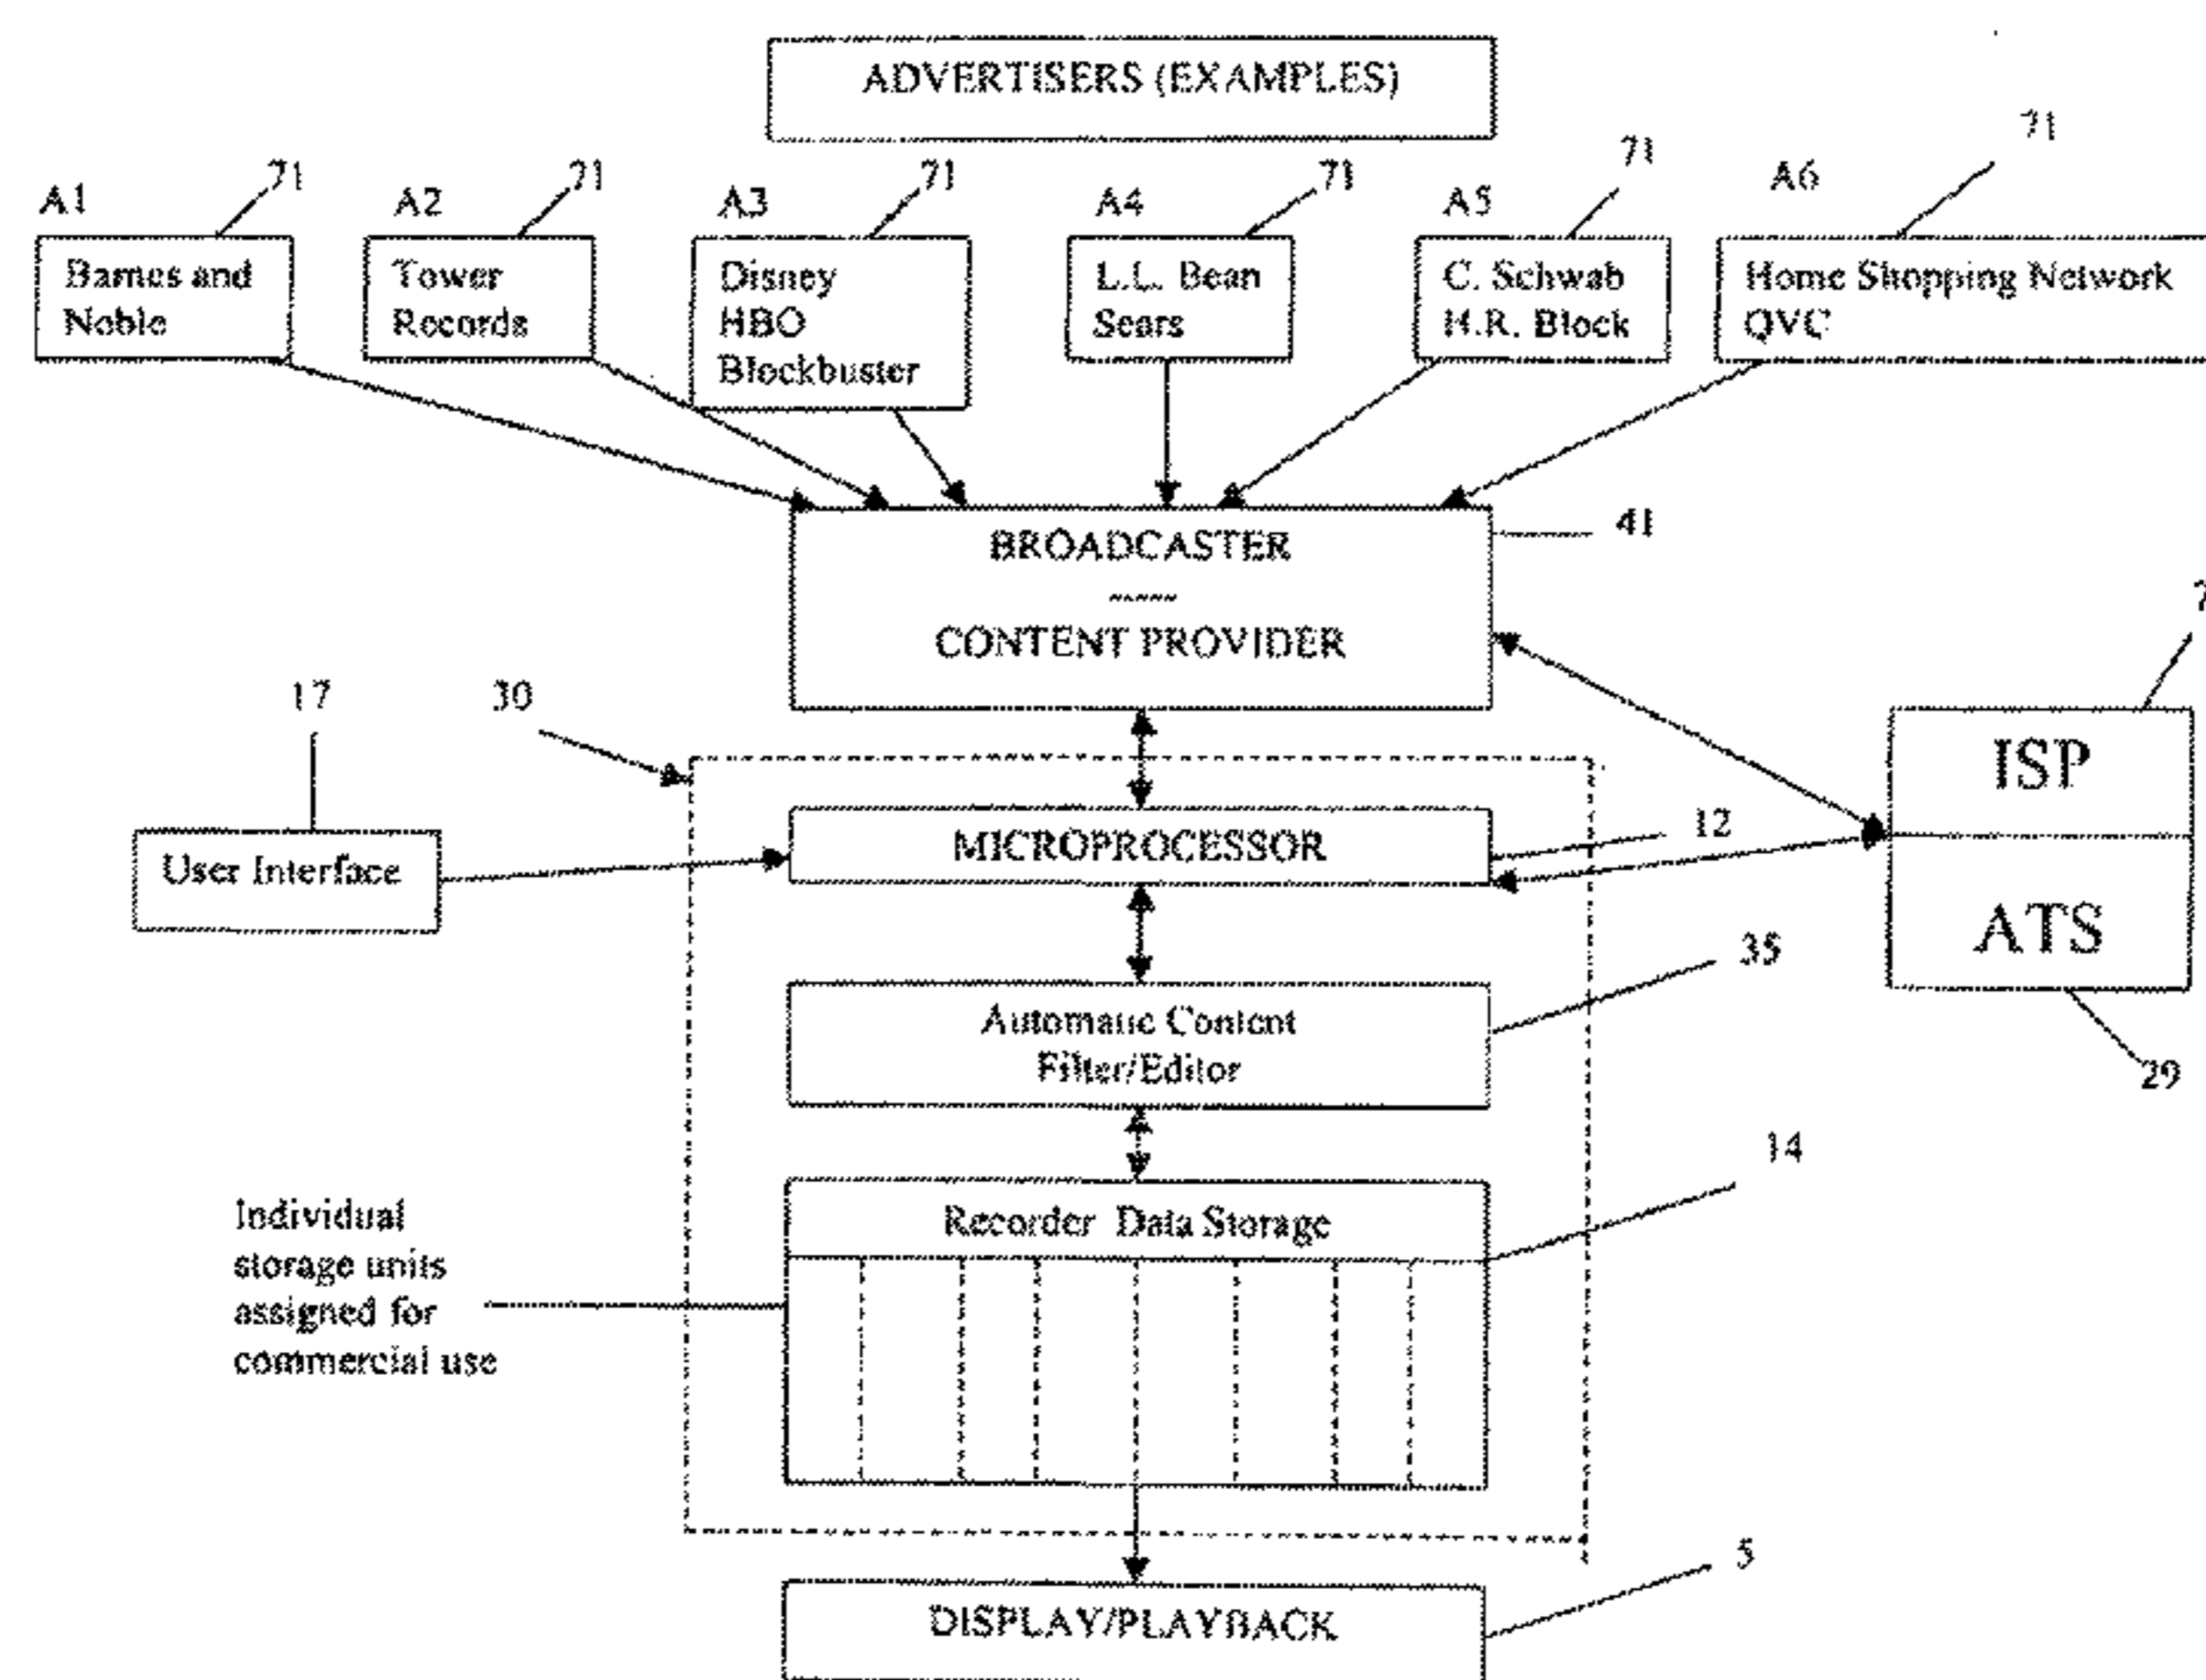 ADVERTISERS (EXAMPLES)
71
71
71
71
71
71
A1
A2
A3
A4
A5
A6
Barnes and
Noble
Tower
Records
Disney
HBO
Blockbuster
L.L. Bean
Sears
C. Schwab
H.R. Block
Home Shopping Network
QVC
BROADCASTER
~~~~~
CONTENT PROVIDER
41
17
30
ISP
ATS
29
User Interface
MICROPROCESSOR
12
Automatic Content
Filter/Editor
35
Recorder Data Storage
14
Individual
storage units
assigned for
commercial use
DISPLAY/PLAYBACK
5